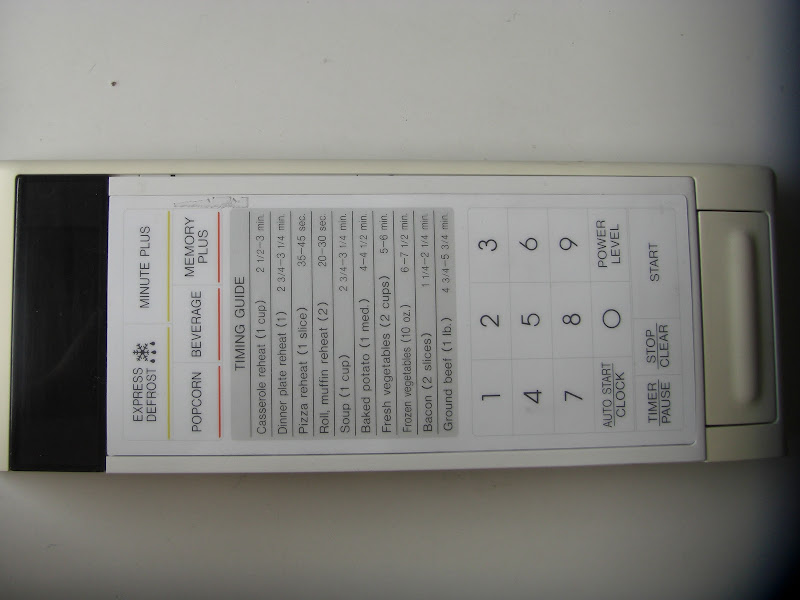 EXPRESS
DEFROST
MINUTE PLUS
POPCORN
BEVERAGE
MEMORY
PLUS
TIMING GUIDE
Casserole reheat (1 cup) 2 1/2–3 min.
Dinner plate reheat (1) 2 3/4–3 1/4 min.
Pizza reheat (1 slice) 35–45 sec.
Roll, muffin reheat (2) 20–30 sec.
Soup (1 cup) 2 3/4–3 1/4 min.
Baked potato (1 med.) 4–4 1/2 min.
Fresh vegetables (2 cups) 5–6 min.
Frozen vegetables (10 oz.) 6–7 1/2 min.
Bacon (2 slices) 1 1/4–2 1/4 min.
Ground beef (1 lb.) 4 3/4–5 3/4 min.
1 2 3
4 5 6
7 8 9
AUTO START
CLOCK
0
POWER
LEVEL
TIMER
PAUSE
STOP
CLEAR
START